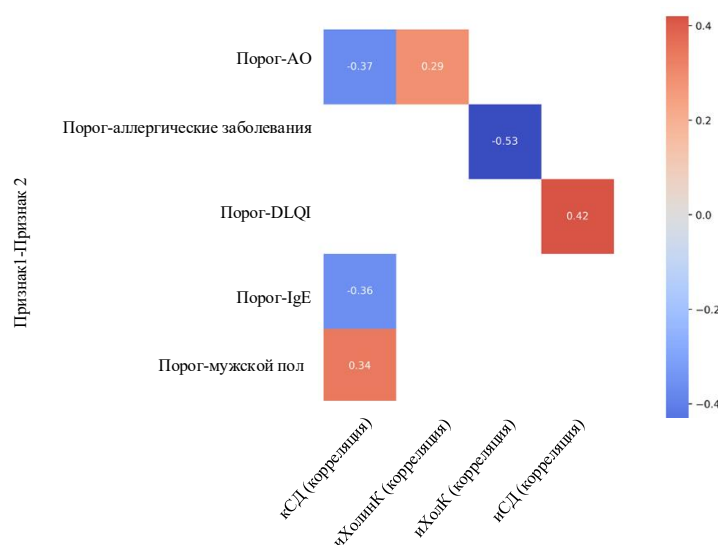 Порог-АО
-0.37
0.29
0.2
Порог-аллергические заболевания
-0.53
Порог-DLQI
0.42
0.0
Признак1-Признак 2
Порог-IgE
-0.36
−0.2
Порог-мужской пол
0.34
−0.4
кСД (корреляция)
иХолинК (корреляция)
иХолК (корреляция)
иСД (корреляция)